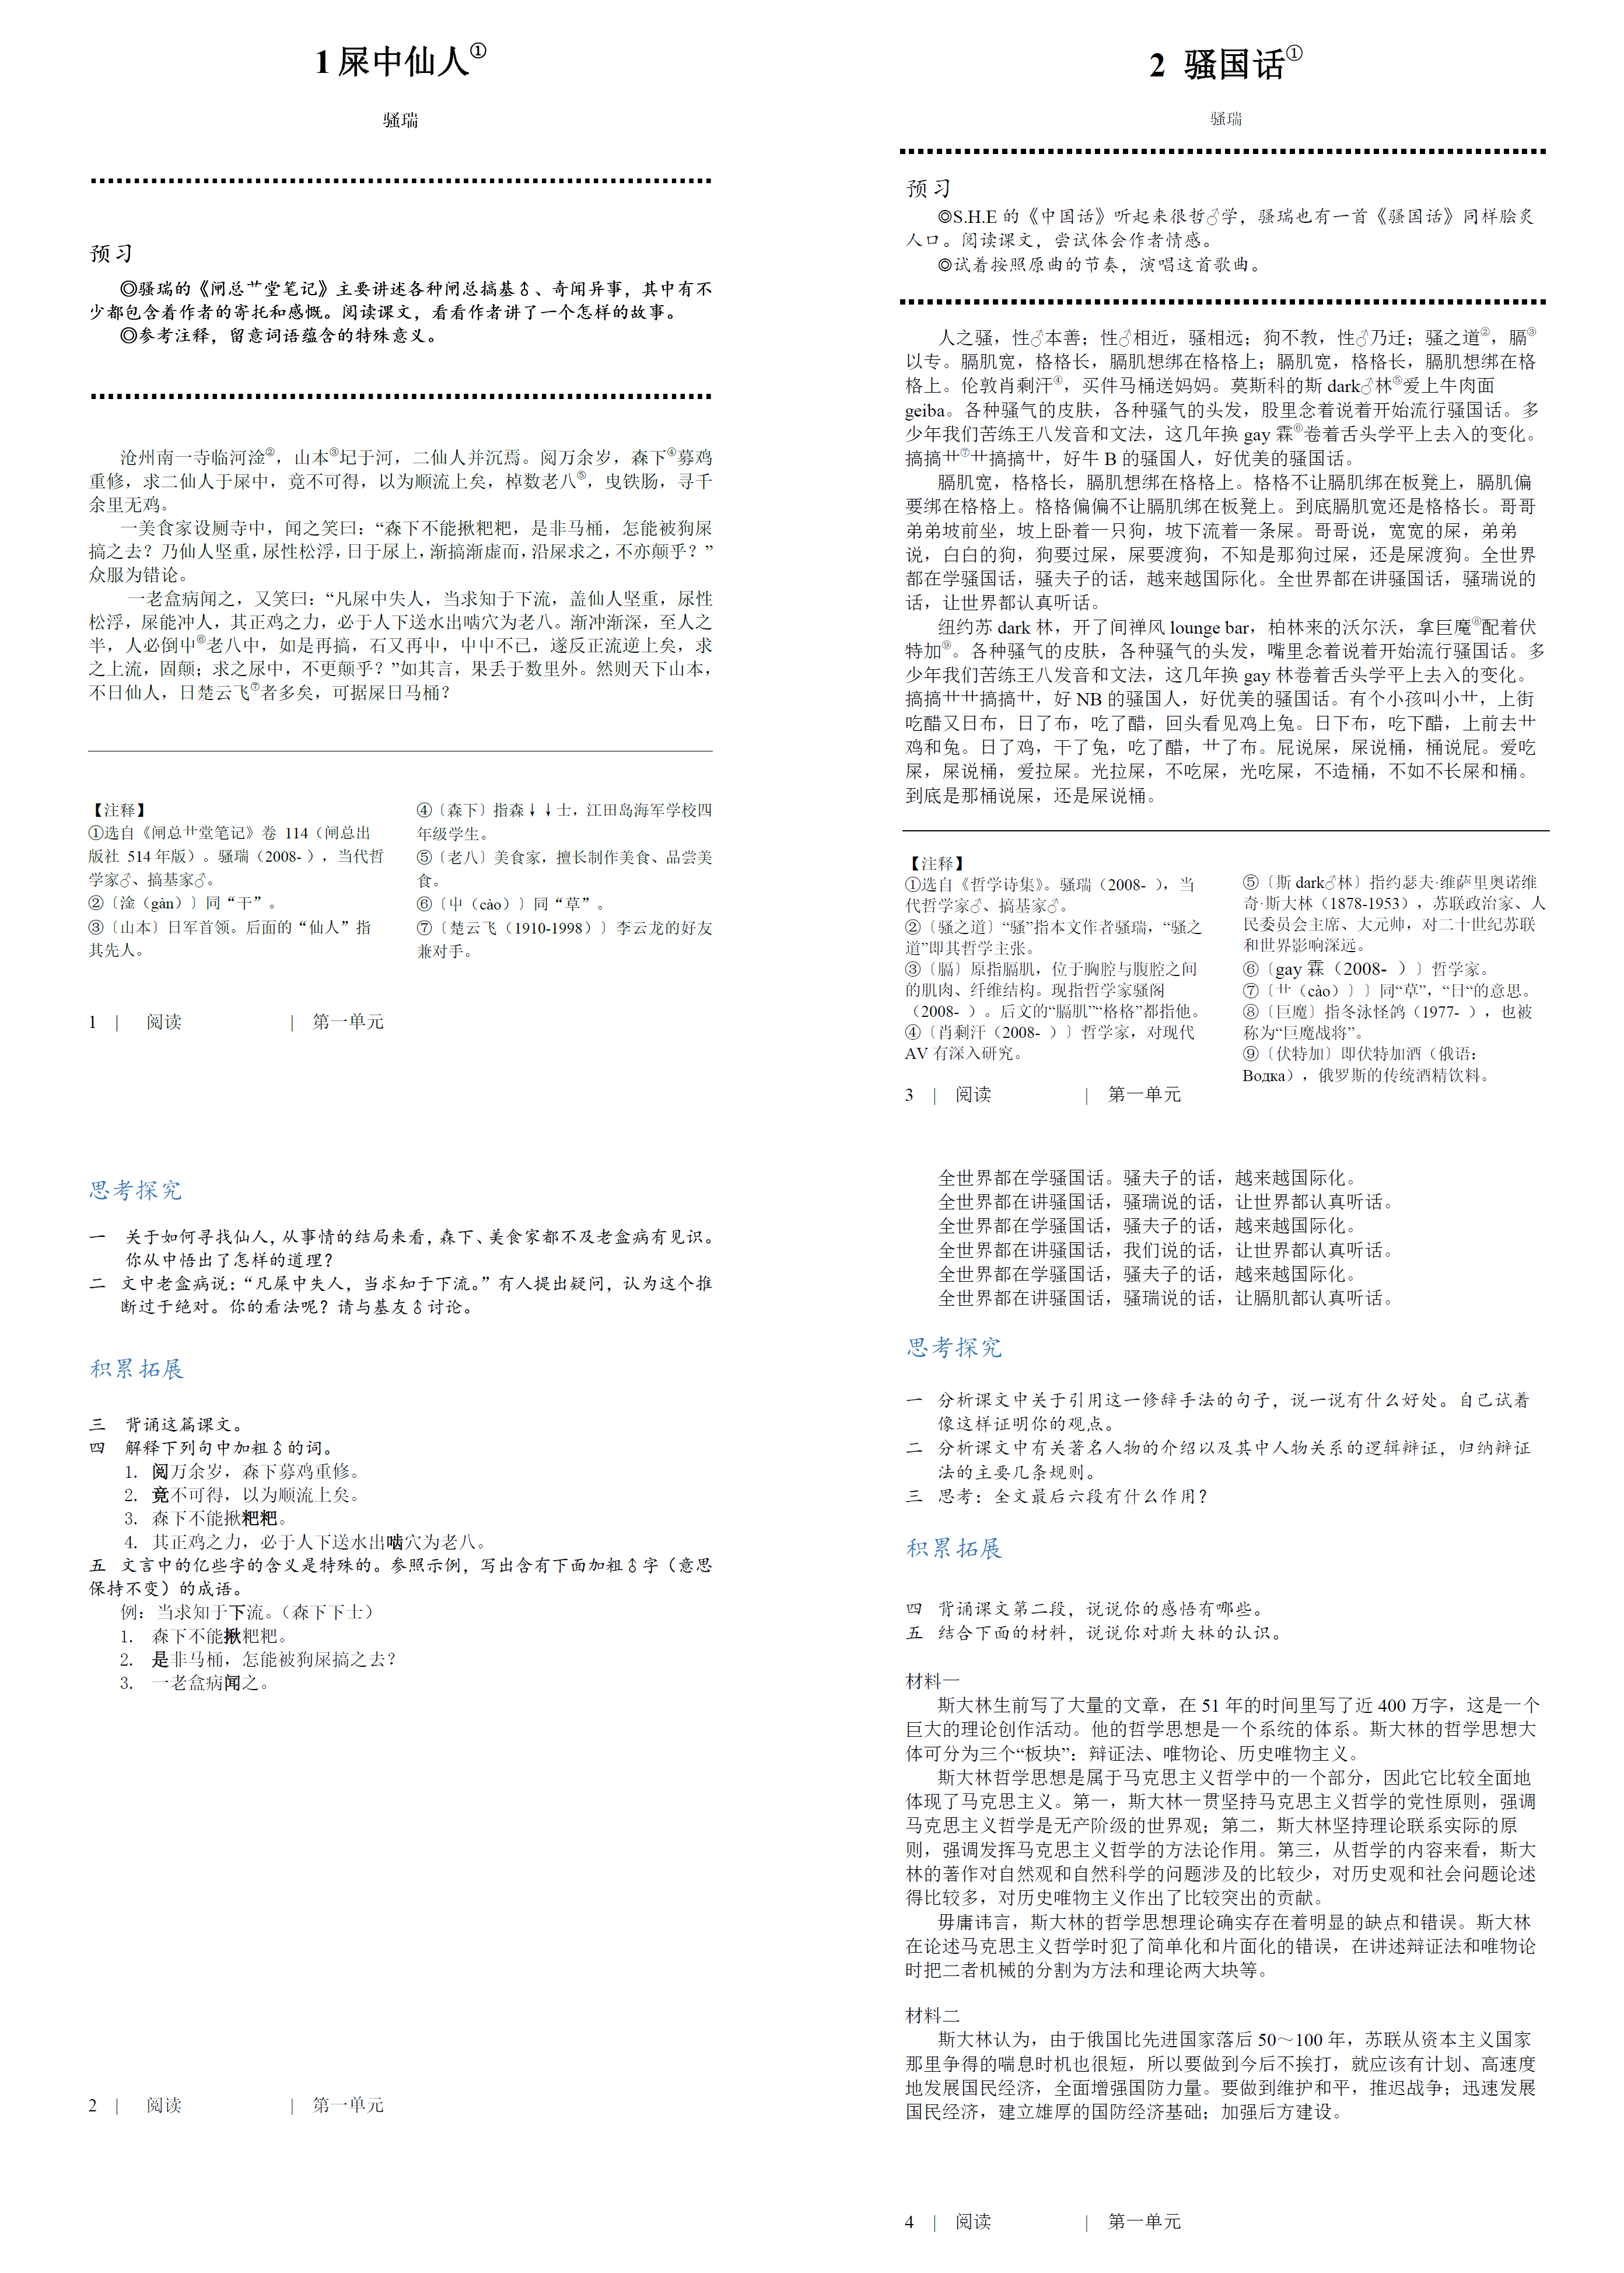 1 屎中仙人①
骚瑞
预习
◎骚瑞的《闸总艹堂笔记》主要讲述各种闸总搞基♂、奇闻异事，其中有不
少都包含着作者的寄托和感慨。阅读课文，看看作者讲了一个怎样的故事。
◎参考注释，留意词语蕴含的特殊意义。
沧州南一寺临河淦②，山本③圮于河，二仙人并沉焉。阅万余岁，森下④募鸡
重修，求二仙人于屎中，竟不可得，以为顺流上矣，棹数老八⑤，曳铁肠，寻千
余里无鸡。
一美食家设厕寺中，闻之笑曰：“森下不能揪粑粑，是非马桶，怎能被狗屎
搞之去？乃仙人坚重，尿性松浮，日于尿上，渐搞渐虚而，沿屎求之，不亦颠乎？”
众服为错论。
一老盒病闻之，又笑曰：“凡屎中失人，当求知于下流，盖仙人坚重，尿性
松浮，屎能冲人，其正鸡之力，必于人下送水出啮穴为老八。渐冲渐深，至人之
半，人必倒屮⑥老八中，如是再搞，石又再屮，屮屮不已，遂反正流逆上矣，求
之上流，固颠；求之尿中，不更颠乎？”如其言，果丢于数里外。然则天下山本，
不日仙人，日楚云飞⑦者多矣，可据屎日马桶？
【注释】
①选自《闸总艹堂笔记》卷 114（闸总出
版社 514 年版）。骚瑞（2008- ），当代哲
学家♂、搞基家♂。
②〔淦（gàn）〕同“干”。
③〔山本〕日军首领。后面的“仙人”指
其先人。
④〔森下〕指森↓↓士，江田岛海军学校四
年级学生。
⑤〔老八〕美食家，擅长制作美食、品尝美
食。
⑥〔屮（cào）〕同“草”。
⑦〔楚云飞（1910-1998）〕李云龙的好友
兼对手。
1 | 阅读 | 第一单元
思考探究
一 关于如何寻找仙人，从事情的结局来看，森下、美食家都不及老盒病有见识。
你从中悟出了怎样的道理？
二 文中老盒病说：“凡屎中失人，当求知于下流。”有人提出疑问，认为这个推
断过于绝对。你的看法呢？请与基友♂讨论。
积累拓展
三 背诵这篇课文。
四 解释下列句中加粗♂的词。
1. 阅万余岁，森下募鸡重修。
2. 竟不可得，以为顺流上矣。
3. 森下不能揪粑粑。
4. 其正鸡之力，必于人下送水出啮穴为老八。
五 文言中的亿些字的含义是特殊的。参照示例，写出含有下面加粗♂字（意思
保持不变）的成语。
例：当求知于下流。（森下下士）
1. 森下不能揪粑粑。
2. 是非马桶，怎能被狗屎搞之去？
3. 一老盒病闻之。
2 | 阅读 | 第一单元
2 骚国话①
骚瑞
预习
◎S.H.E 的《中国话》听起来很哲♂学，骚瑞也有一首《骚国话》同样脍炙
人口。阅读课文，尝试体会作者情感。
◎试着按照原曲的节奏，演唱这首歌曲。
人之骚，性♂本善；性♂相近，骚相远；狗不教，性♂乃迁；骚之道②，膈③
以专。膈肌宽，格格长，膈肌想绑在格格上；膈肌宽，格格长，膈肌想绑在格
格上。伦敦肖剩汗④，买件马桶送妈妈。莫斯科的斯 dark♂林⑤爱上牛肉面
geiba。各种骚气的皮肤，各种骚气的头发，股里念着说着开始流行骚国话。多
少年我们苦练王八发音和文法，这几年换 gay 霖⑥卷着舌头学平上去入的变化。
搞搞艹⑦艹搞搞艹，好牛 B 的骚国人，好优美的骚国话。
膈肌宽，格格长，膈肌想绑在格格上。格格不让膈肌绑在板凳上，膈肌偏
要绑在格格上。格格偏偏不让膈肌绑在板凳上。到底膈肌宽还是格格长。哥哥
弟弟坡前坐，坡上卧着一只狗，坡下流着一条屎。哥哥说，宽宽的屎，弟弟
说，白白的狗，狗要过屎，屎要渡狗，不知是那狗过屎，还是屎渡狗。全世界
都在学骚国话，骚夫子的话，越来越国际化。全世界都在讲骚国话，骚瑞说的
话，让世界都认真听话。
纽约苏 dark 林，开了间禅风 lounge bar，柏林来的沃尔沃，拿巨魔⑧配着伏
特加⑨。各种骚气的皮肤，各种骚气的头发，嘴里念着说着开始流行骚国话。多
少年我们苦练王八发音和文法，这几年换 gay 林卷着舌头学平上去入的变化。
搞搞艹艹搞搞艹，好 NB 的骚国人，好优美的骚国话。有个小孩叫小艹，上街
吃醋又日布，日了布，吃了醋，回头看见鸡上兔。日下布，吃下醋，上前去艹
鸡和兔。日了鸡，干了兔，吃了醋，艹了布。屁说屎，屎说桶，桶说屁。爱吃
屎，屎说桶，爱拉屎。光拉屎，不吃屎，光吃屎，不造桶，不如不长屎和桶。
到底是那桶说屎，还是屎说桶。
【注释】
①选自《哲学诗集》。骚瑞（2008- ），当
代哲学家♂、搞基家♂。
②〔骚之道〕“骚”指本文作者骚瑞，“骚之
道”即其哲学主张。
③〔膈〕原指膈肌，位于胸腔与腹腔之间
的肌肉、纤维结构。现指哲学家骚阁
（2008- ）。后文的“膈肌”“格格”都指他。
④〔肖剩汗（2008- ）〕哲学家，对现代
AV 有深入研究。
⑤〔斯 dark♂林〕指约瑟夫·维萨里奥诺维
奇·斯大林（1878-1953），苏联政治家、人
民委员会主席、大元帅，对二十世纪苏联
和世界影响深远。
⑥〔gay 霖（2008- ）〕哲学家。
⑦〔艹（cào）〕〕同“草”，“日“的意思。
⑧〔巨魔〕指冬泳怪鸽（1977- ），也被
称为“巨魔战将”。
⑨〔伏特加〕即伏特加酒（俄语：
Водка），俄罗斯的传统酒精饮料。
3 | 阅读 | 第一单元
全世界都在学骚国话。骚夫子的话，越来越国际化。
全世界都在讲骚国话，骚瑞说的话，让世界都认真听话。
全世界都在学骚国话，骚夫子的话，越来越国际化。
全世界都在讲骚国话，我们说的话，让世界都认真听话。
全世界都在学骚国话，骚夫子的话，越来越国际化。
全世界都在讲骚国话，骚瑞说的话，让膈肌都认真听话。
思考探究
一 分析课文中关于引用这一修辞手法的句子，说一说有什么好处。自己试着
像这样证明你的观点。
二 分析课文中有关著名人物的介绍以及其中人物关系的逻辑辩证，归纳辩证
法的主要几条规则。
三 思考：全文最后六段有什么作用？
积累拓展
四 背诵课文第二段，说说你的感悟有哪些。
五 结合下面的材料，说说你对斯大林的认识。
材料一
斯大林生前写了大量的文章，在 51 年的时间里写了近 400 万字，这是一个
巨大的理论创作活动。他的哲学思想是一个系统的体系。斯大林的哲学思想大
体可分为三个“板块”：辩证法、唯物论、历史唯物主义。
斯大林哲学思想是属于马克思主义哲学中的一个部分，因此它比较全面地
体现了马克思主义。第一，斯大林一贯坚持马克思主义哲学的党性原则，强调
马克思主义哲学是无产阶级的世界观；第二，斯大林坚持理论联系实际的原
则，强调发挥马克思主义哲学的方法论作用。第三，从哲学的内容来看，斯大
林的著作对自然观和自然科学的问题涉及的比较少，对历史观和社会问题论述
得比较多，对历史唯物主义作出了比较突出的贡献。
毋庸讳言，斯大林的哲学思想理论确实存在着明显的缺点和错误。斯大林
在论述马克思主义哲学时犯了简单化和片面化的错误，在讲述辩证法和唯物论
时把二者机械的分割为方法和理论两大块等。
材料二
斯大林认为，由于俄国比先进国家落后 50～100 年，苏联从资本主义国家
那里争得的喘息时机也很短，所以要做到今后不挨打，就应该有计划、高速度
地发展国民经济，全面增强国防力量。要做到维护和平，推迟战争；迅速发展
国民经济，建立雄厚的国防经济基础；加强后方建设。
4 | 阅读 | 第一单元